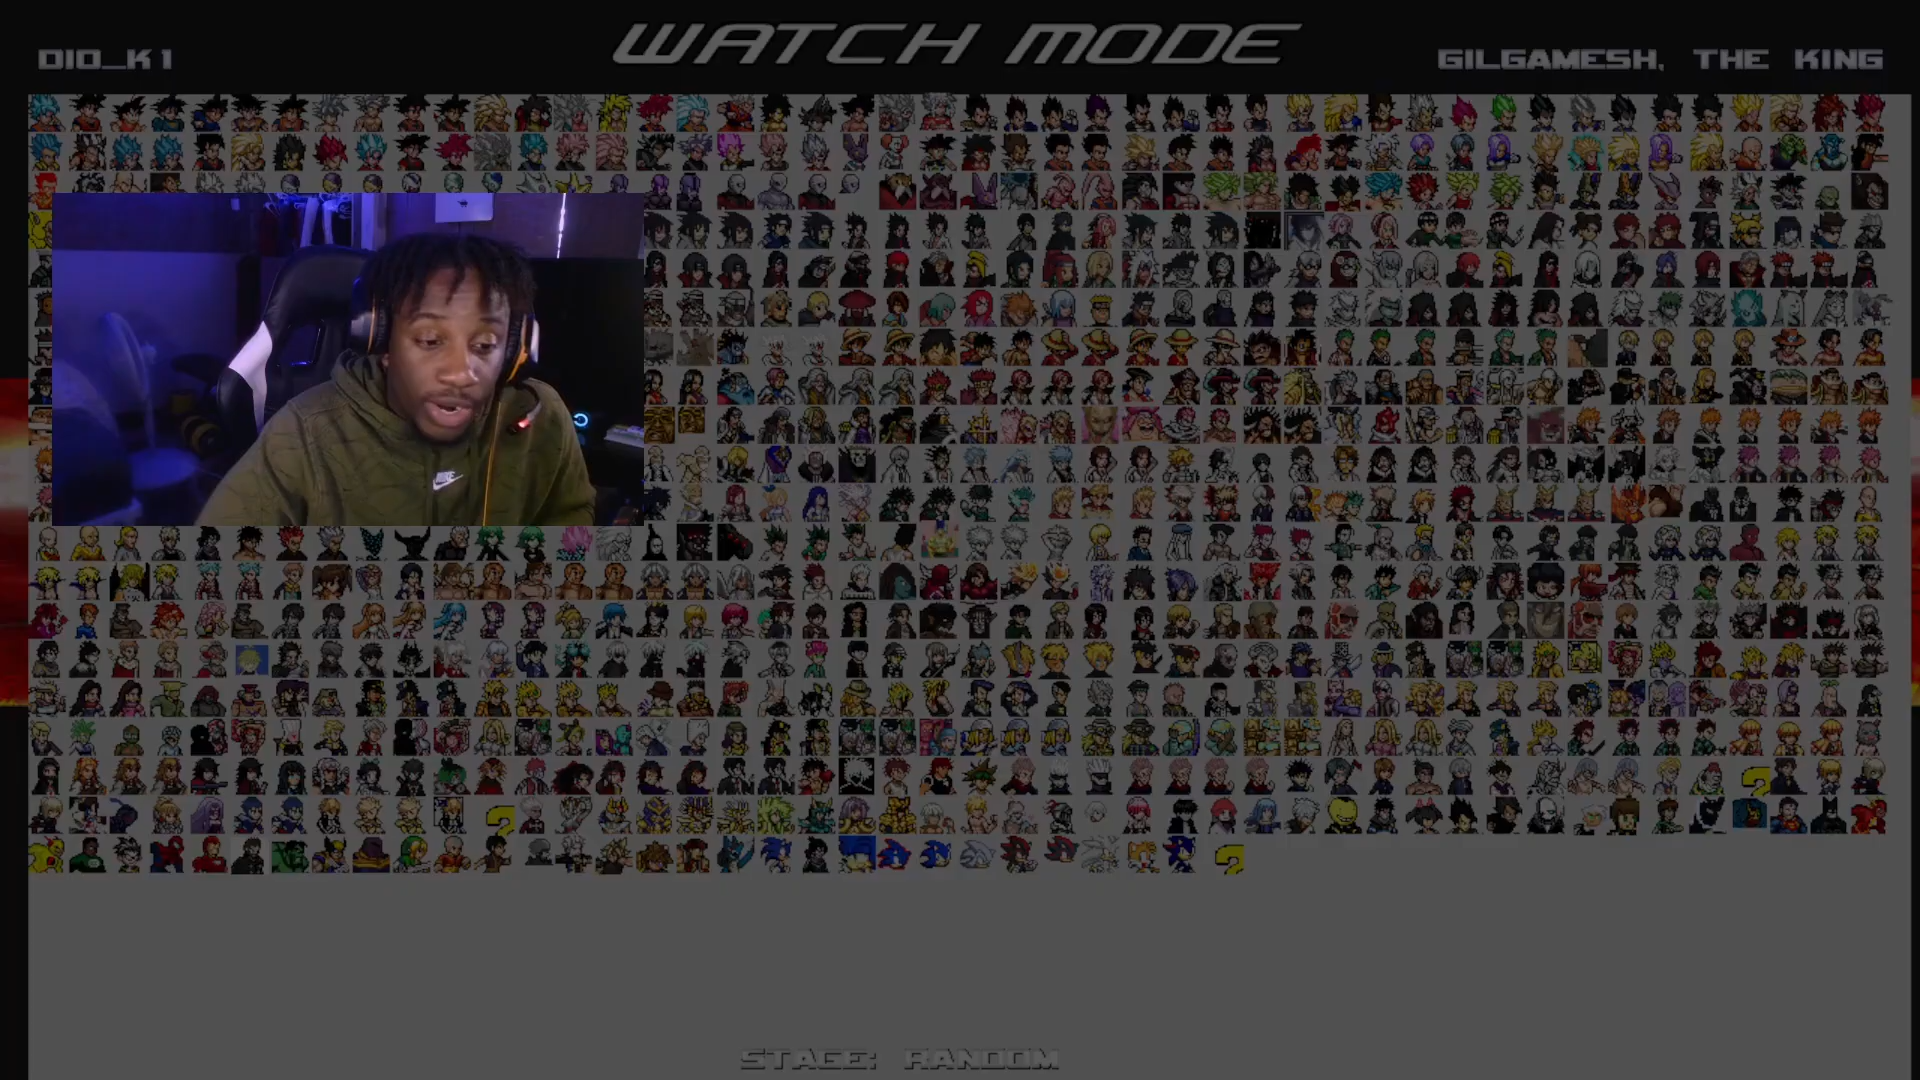 WATCH MODE
DIO_K1
GILGAMESH, THE KING
STAGE: RANDOM